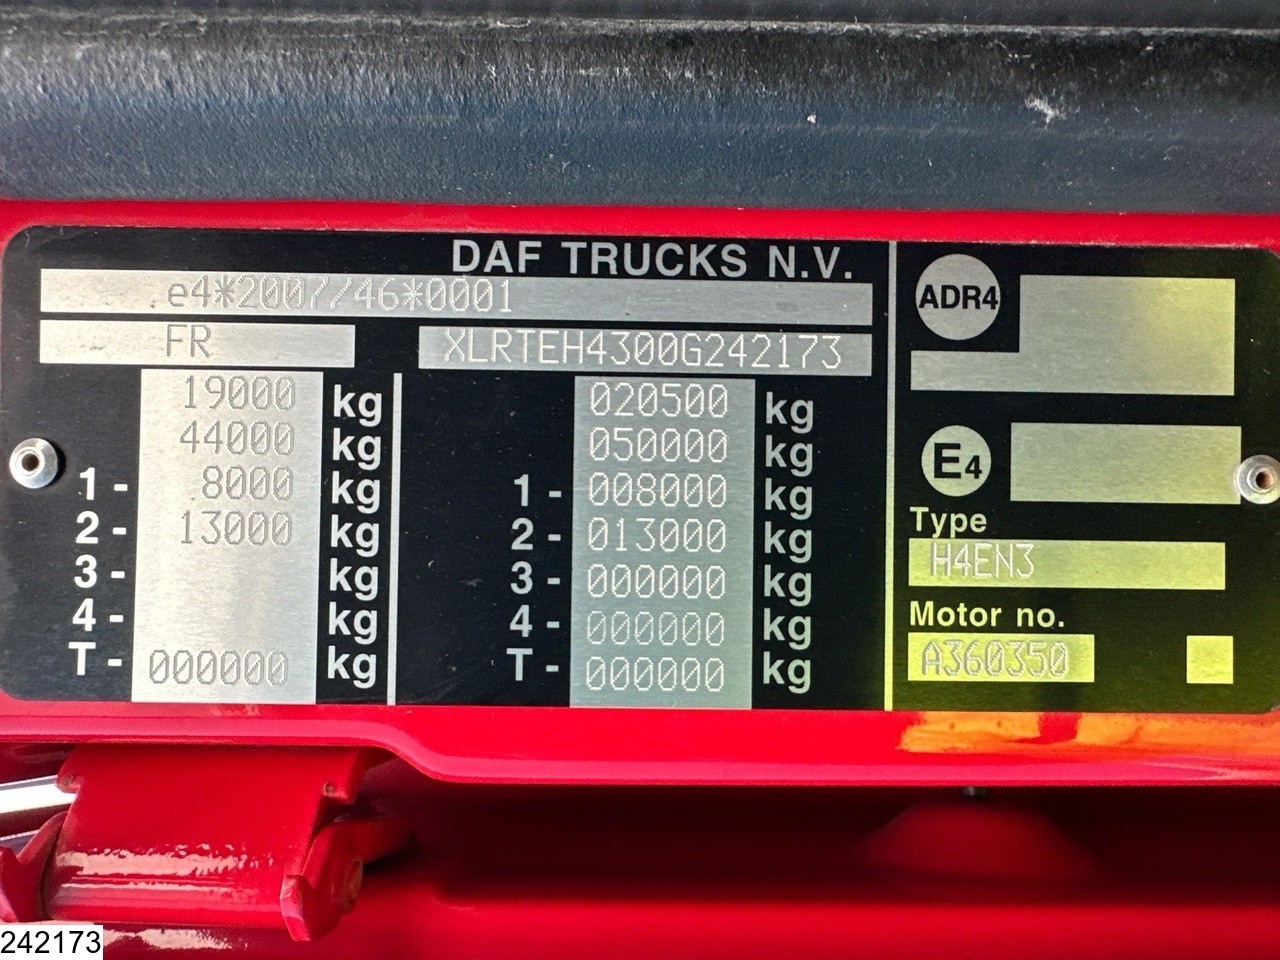 DAF TRUCKS N.V.
e4*2007/46*0001
FR XLRTEH4300G242173
19000 kg 020500 kg
44000 kg 050000 kg
1 - 8000 kg 1 - 008000 kg
2 - 13000 kg 2 - 013000 kg
3 - kg 3 - 000000 kg
4 - kg 4 - 000000 kg
T - 000000 kg T - 000000 kg
ADR4
E4
Type
H4EN3
Motor no.
A360350
242173